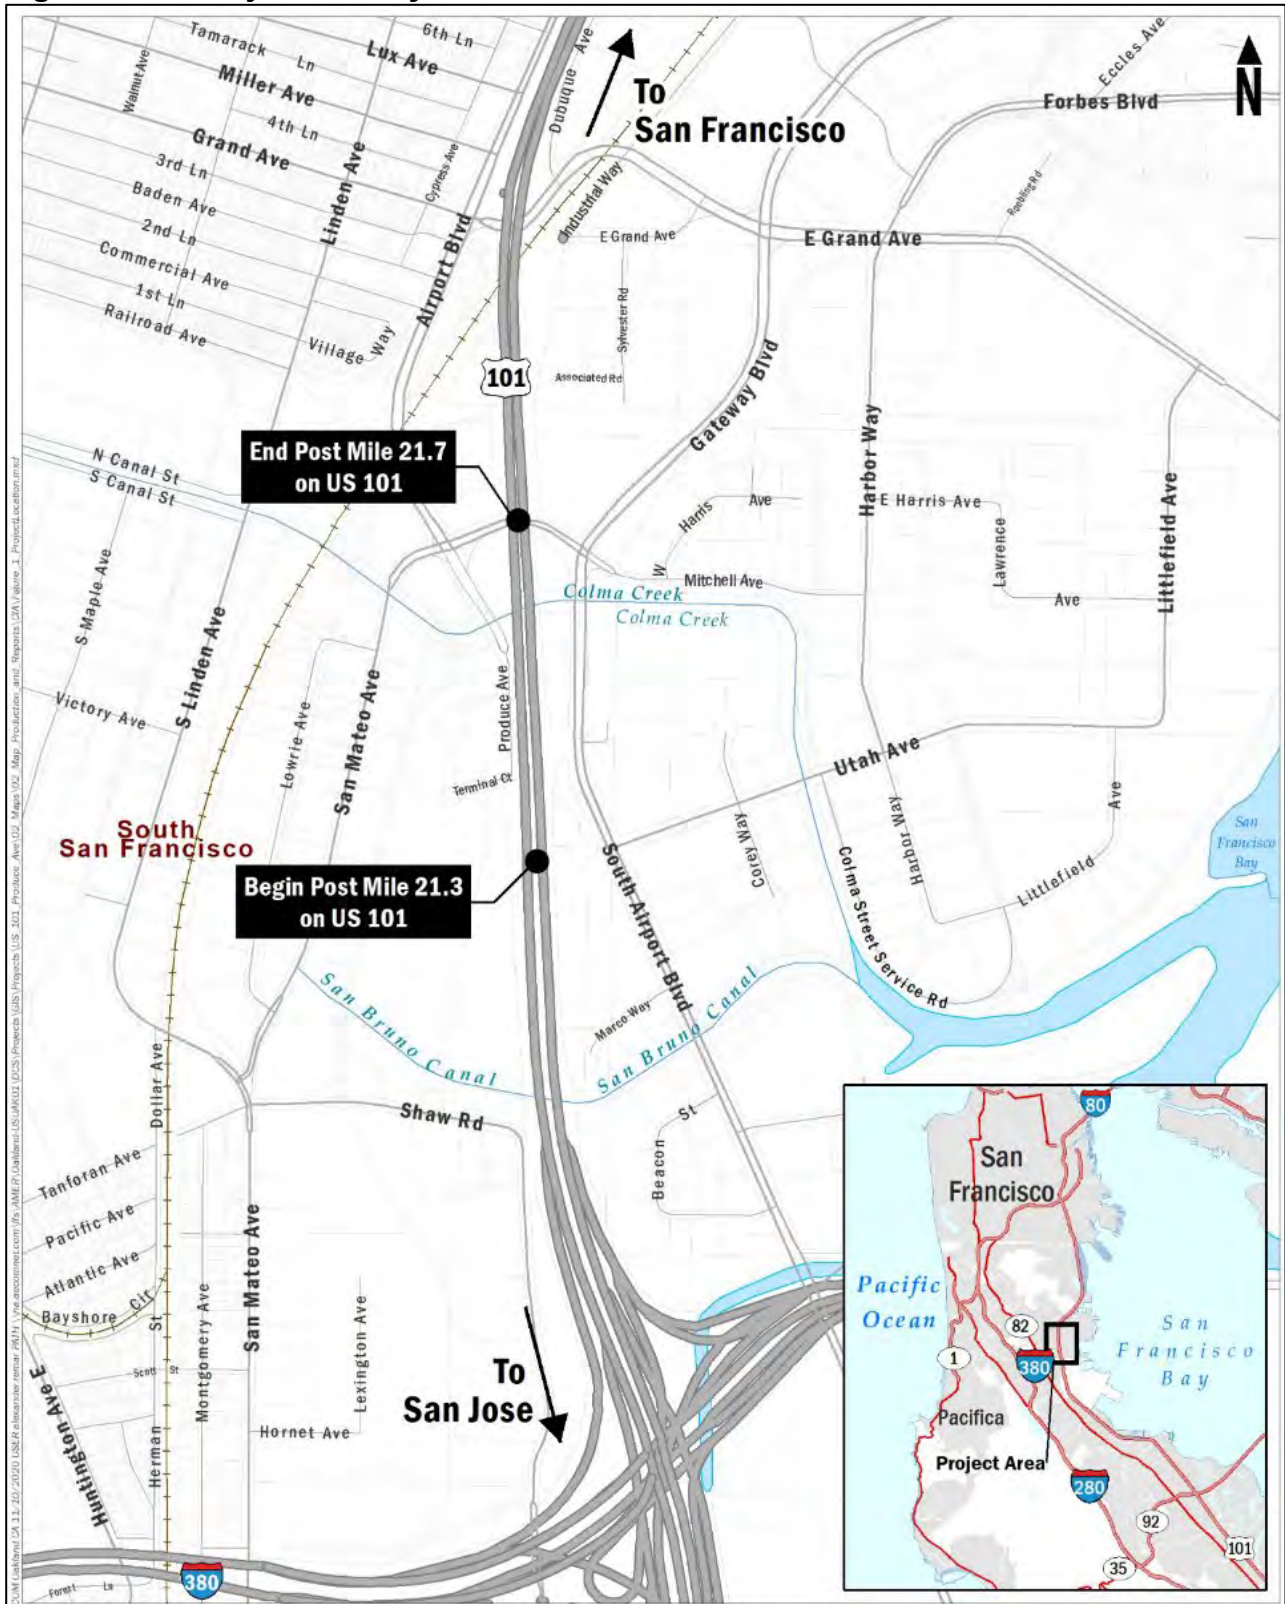 6th Ln
Tamarack Ln
Lux Ave
Walnut Ave
Miller Ave
4th Ln
Grand Ave
3rd Ln
Baden Ave
2nd Ln
Commercial Ave
1st Ln
Railroad Ave
Linden Ave
Cypress Ave
Airport Blvd
Village Way
Dubuque Ave
To
San Francisco
Eccles Ave
Forbes Blvd
N
Industrial Way
E Grand Ave
E Grand Ave
Roebling Rd
Sylvester Rd
Associated Rd
101
Gateway Blvd
Harbor Way
Littlefield Ave
End Post Mile 21.7
on US 101
N Canal St
S Canal St
W Harris Ave
E Harris Ave
Lawrence Ave
Mitchell Ave
Colma Creek
Colma Creek
S Maple Ave
S Linden Ave
Victory Ave
Lowrie Ave
San Mateo Ave
Produce Ave
Terminal Ct
Utah Ave
South
San Francisco
Begin Post Mile 21.3
on US 101
South Airport Blvd
Corey Way
Colma Street Service Rd
Harbor Way
Littlefield Ave
San
Francisco
Bay
San Bruno Canal
San Bruno Canal
Marco Way
Dollar Ave
Shaw Rd
Beacon St
Tanforan Ave
Pacific Ave
Atlantic Ave
Bayshore Cir
San Mateo Ave
Montgomery Ave
Lexington Ave
Scott St
Herman St
Huntington Ave E
Hornet Ave
To
San Jose
380
Forest Ln
80
San
Francisco
Pacific
Ocean
82
San
Francisco
Bay
1
380
Pacifica
Project Area
280
92
35
101